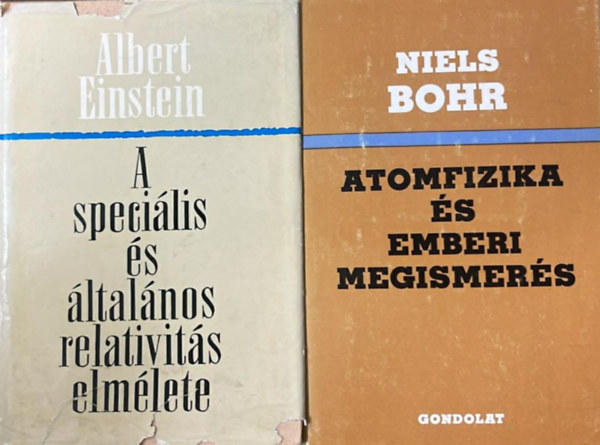 Albert
Einstein
A
speciális
és
általános
relativitás
elmélete
NIELS
BOHR
ATOMFIZIKA
ÉS
EMBERI
MEGISMERÉS
GONDOLAT